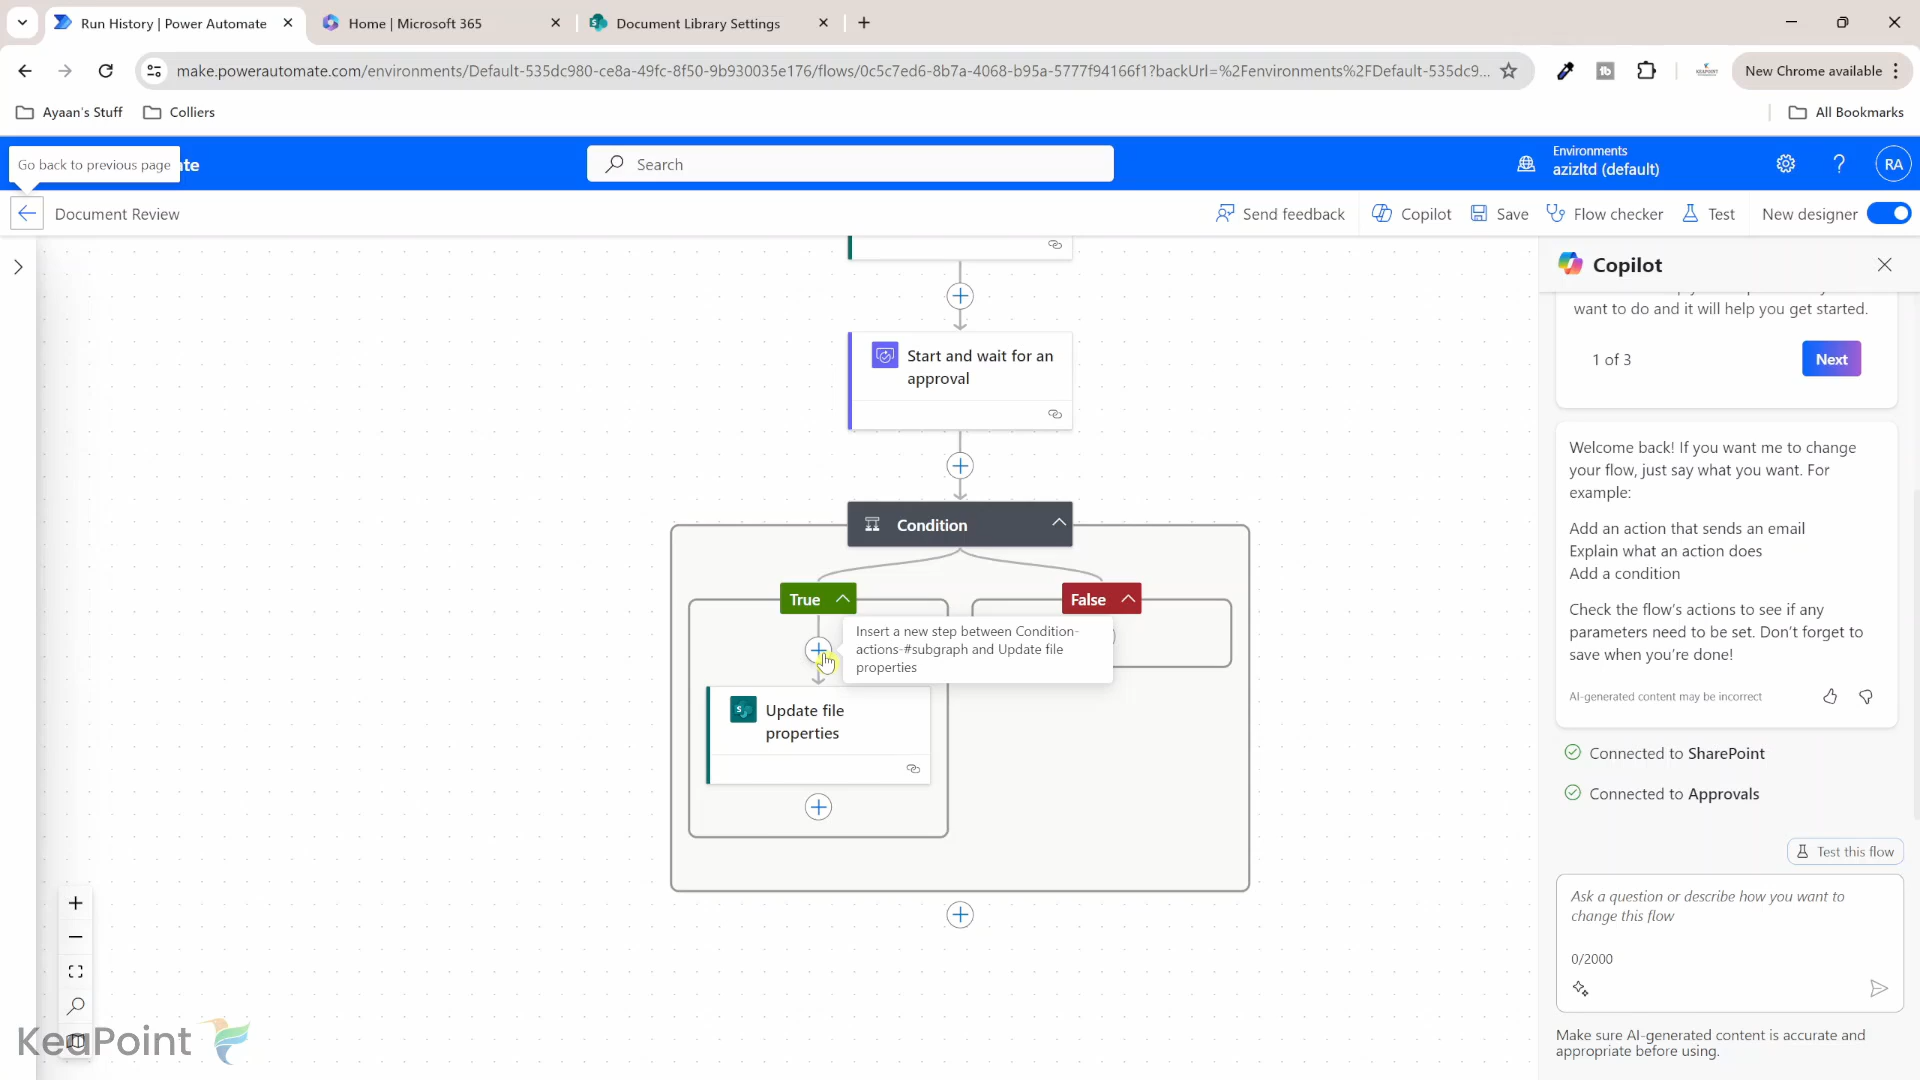 Run History | Power Automate
Home | Microsoft 365
Document Library Settings
make.powerautomate.com/environments/Default-535dc980-ce8a-49fc-8f50-9b930035e176/flows/0c5c7ed6-8b7a-4068-b95a-5777f94166f1?backUrl=%2Fenvironments%2FDefault-535dc9...
New Chrome available
Ayaan's Stuff
Colliers
All Bookmarks
Go back to previous page
te
Search
Environments
azizltd (default)
RA
Document Review
Send feedback
Copilot
Save
Flow checker
Test
New designer
Copilot
want to do and it will help you get started.
1 of 3
Next
Start and wait for an
approval
Condition
True
False
Insert a new step between Condition-
actions-#subgraph and Update file
properties
Update file
properties
Welcome back! If you want me to change
your flow, just say what you want. For
example:
Add an action that sends an email
Explain what an action does
Add a condition
Check the flow's actions to see if any
parameters need to be set. Don't forget to
save when you're done!
AI-generated content may be incorrect
Connected to SharePoint
Connected to Approvals
Test this flow
Ask a question or describe how you want to
change this flow
0/2000
Make sure AI-generated content is accurate and
appropriate before using.
KeaPoint